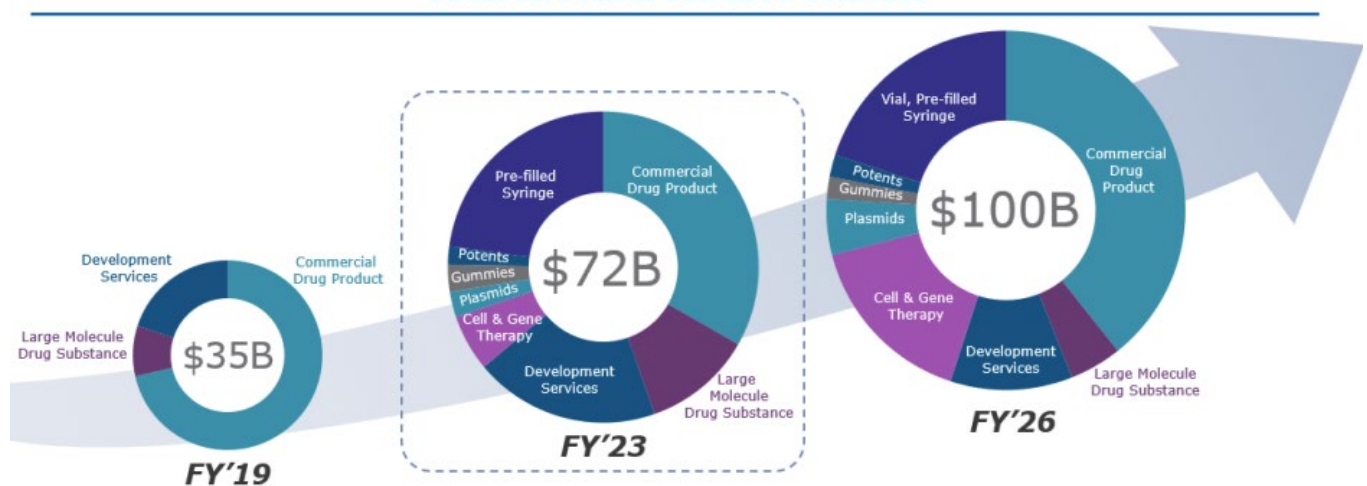 Development
Services
Commercial
Drug Product
Large Molecule
Drug Substance
$35B
FY'19
Pre-filled
Syringe
Commercial
Drug Product
Potents
Gummies
Plasmids
Cell & Gene
Therapy
$72B
Development
Services
Large
Molecule
Drug Substance
FY'23
Vial, Pre-filled
Syringe
Commercial
Drug
Product
Potents
Gummies
Plasmids
$100B
Cell & Gene
Therapy
Development
Services
Large Molecule
Drug Substance
FY'26